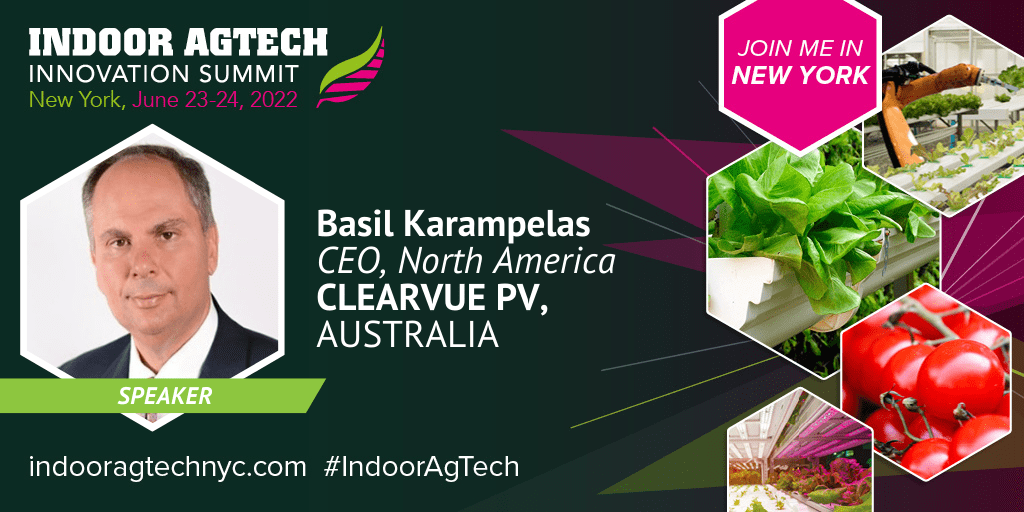 INDOOR AGTECH
INNOVATION SUMMIT
New York, June 23-24, 2022
JOIN ME IN
NEW YORK
Basil Karampelas
CEO, North America
CLEARVUE PV,
AUSTRALIA
SPEAKER
indooragtechnyc.com #IndoorAgTech